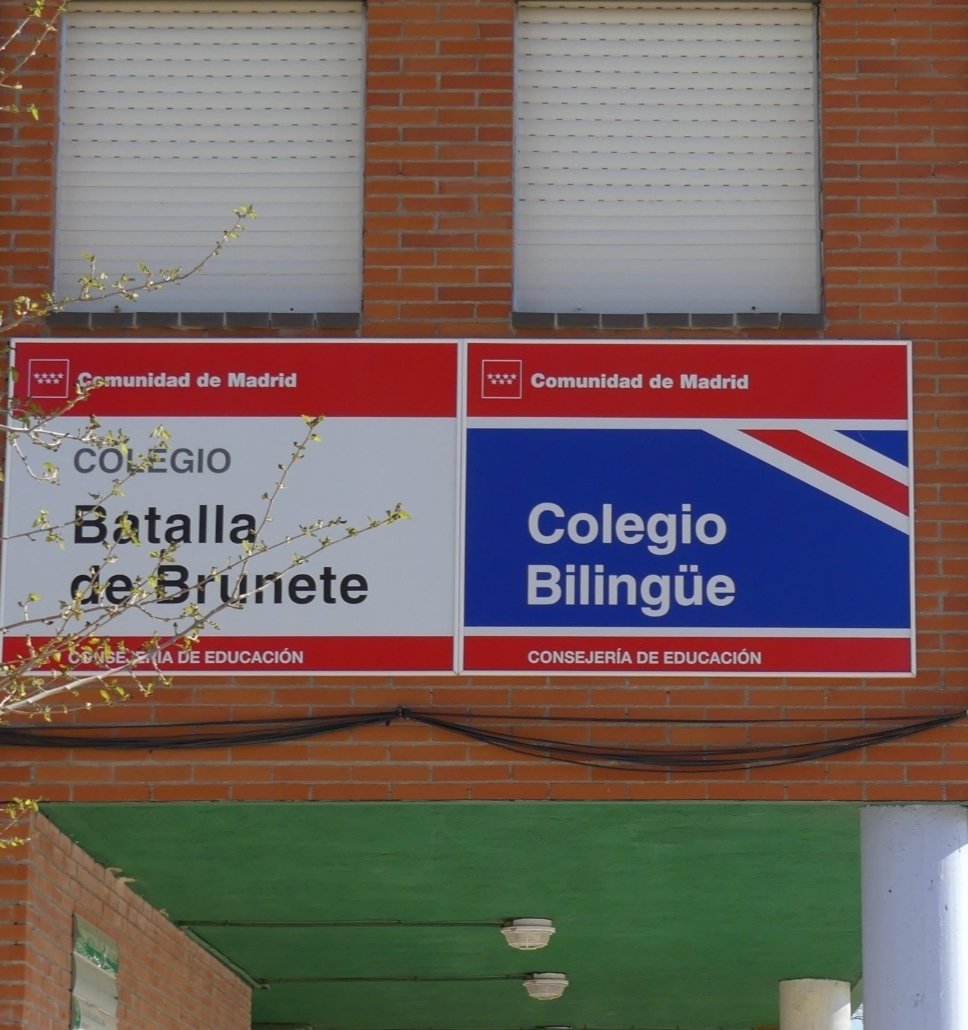 Comunidad de Madrid
COLEGIO
Batalla
de Brunete
CONSEJERÍA DE EDUCACIÓN
Comunidad de Madrid
Colegio
Bilingüe
CONSEJERÍA DE EDUCACIÓN